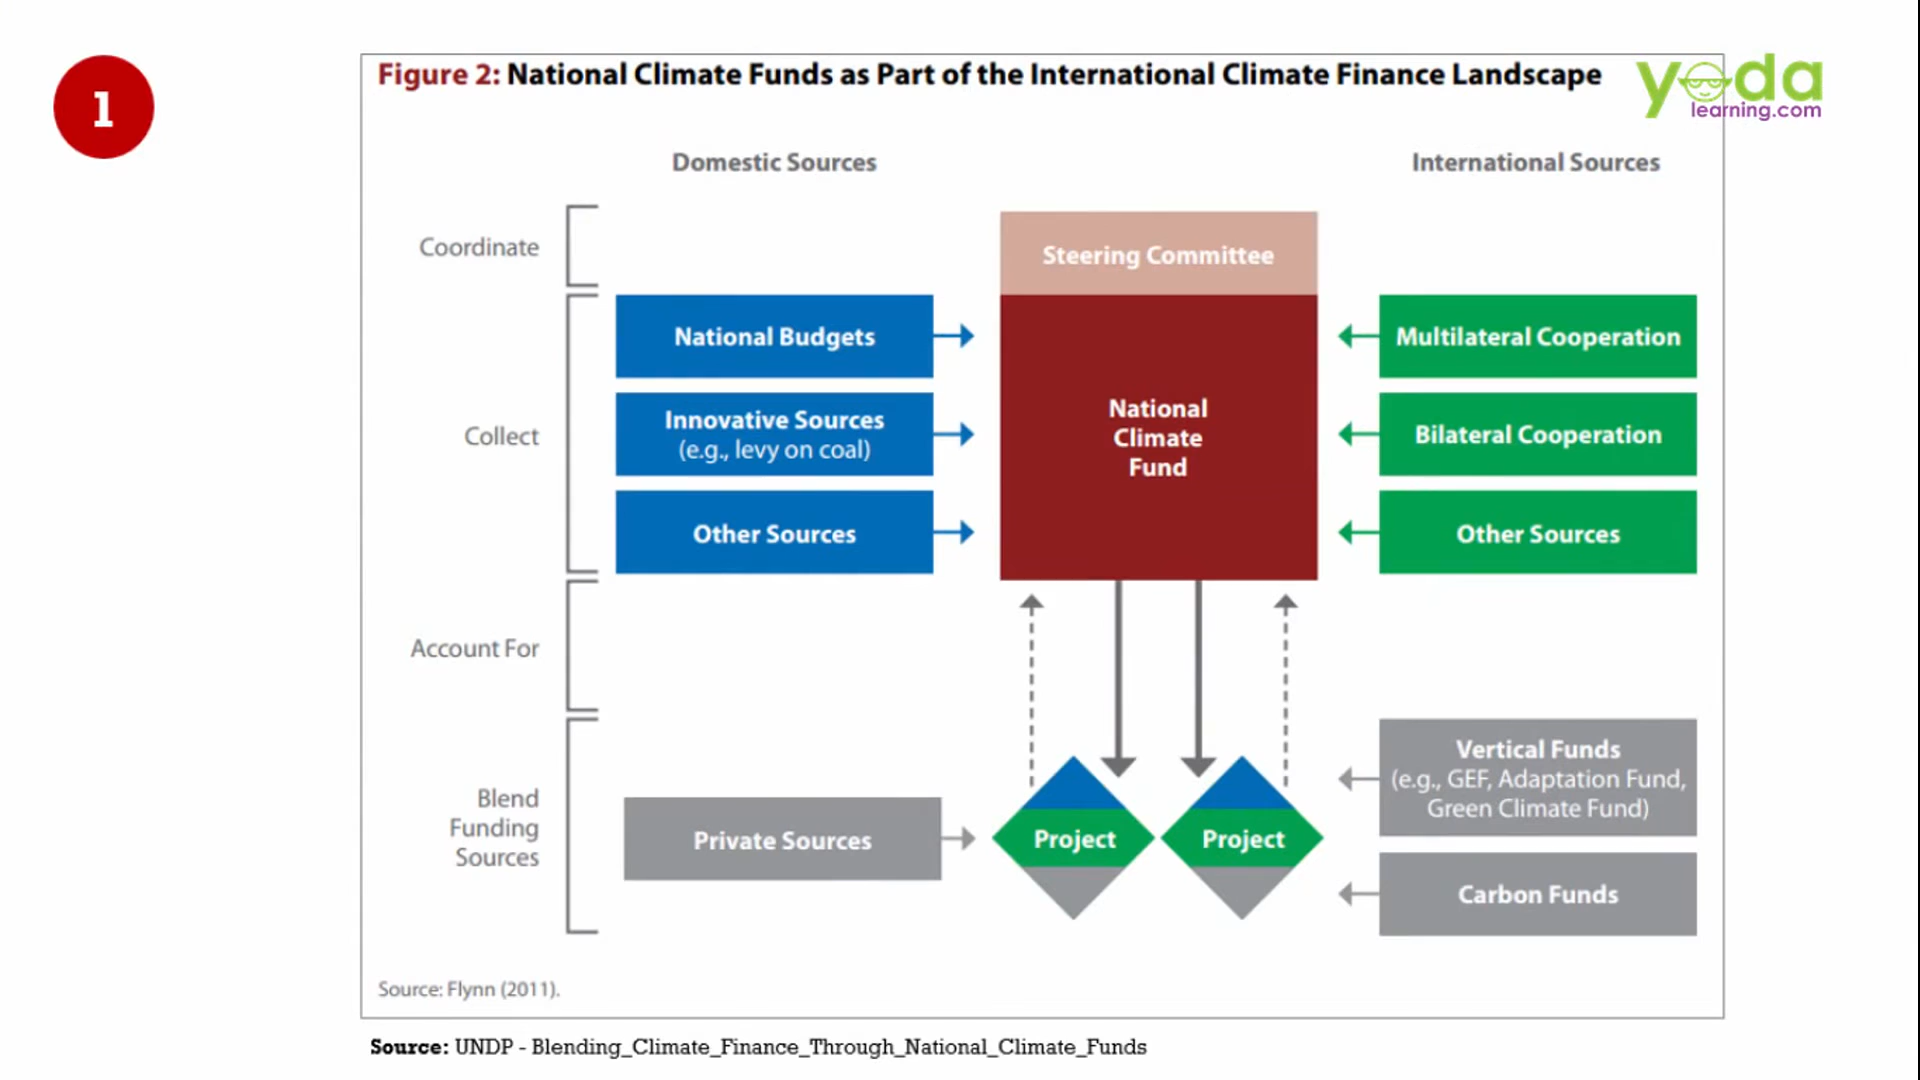 1
Figure 2: National Climate Funds as Part of the International Climate Finance Landscape
yoda
learning.com
Domestic Sources
International Sources
Coordinate
Steering Committee
Collect
National Budgets
Innovative Sources
(e.g., levy on coal)
Other Sources
National
Climate
Fund
Multilateral Cooperation
Bilateral Cooperation
Other Sources
Account For
Blend
Funding
Sources
Private Sources
Project
Project
Vertical Funds
(e.g., GEF, Adaptation Fund,
Green Climate Fund)
Carbon Funds
Source: Flynn (2011).
Source: UNDP - Blending_Climate_Finance_Through_National_Climate_Funds